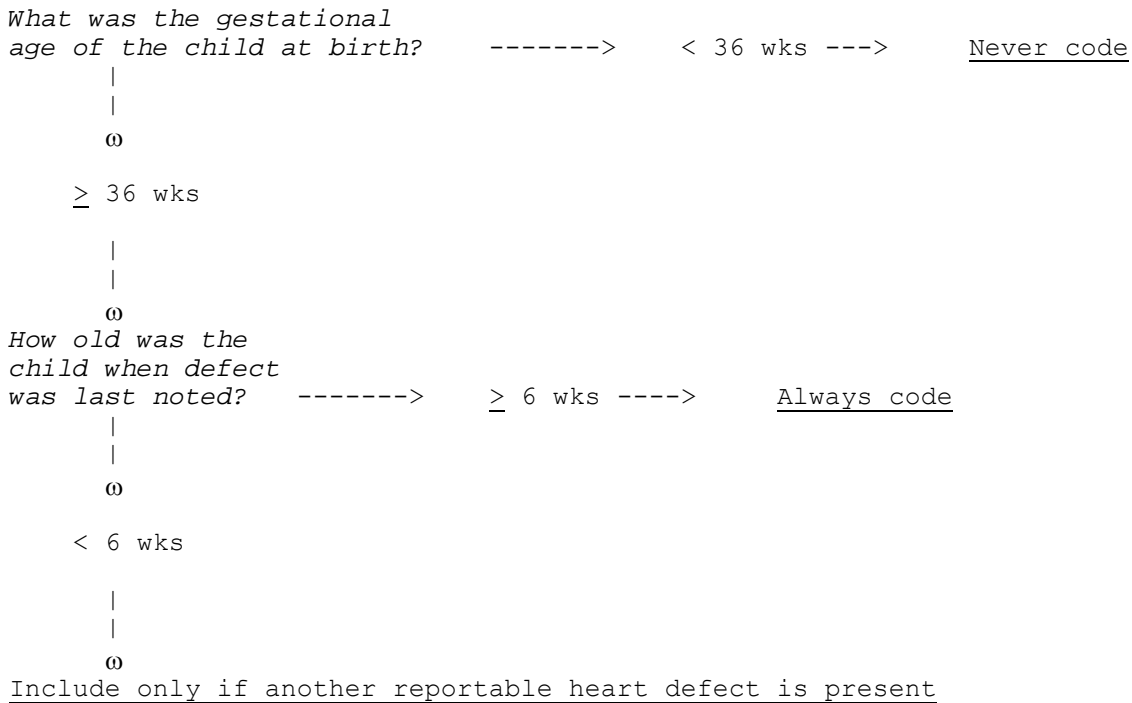 What was the gestational
age of the child at birth? -------> < 36 wks ---> Never code
|
|
ω
≥ 36 wks
|
|
ω
How old was the
child when defect
was last noted? -------> ≥ 6 wks ----> Always code
|
|
ω
< 6 wks
|
|
ω
Include only if another reportable heart defect is present